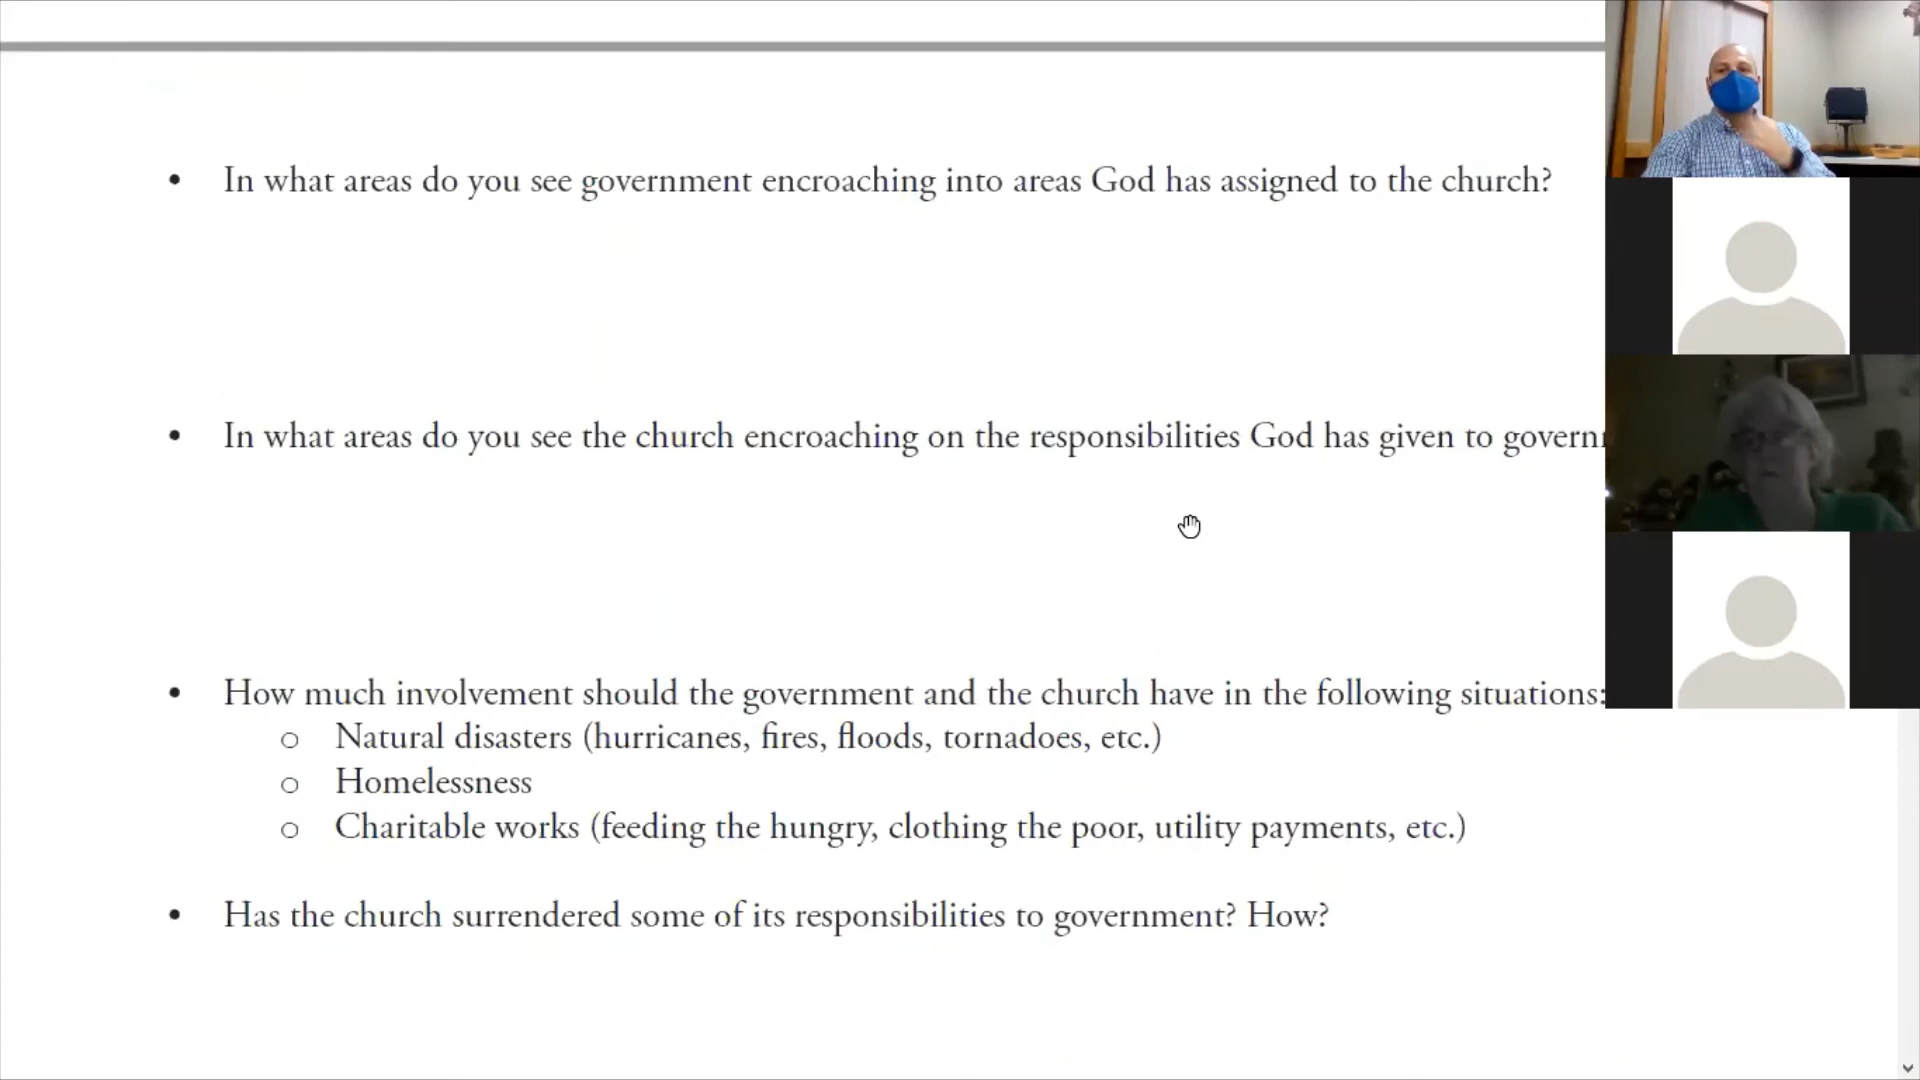 • In what areas do you see government encroaching into areas God has assigned to the church?
• In what areas do you see the church encroaching on the responsibilities God has given to govern
• How much involvement should the government and the church have in the following situations:
o Natural disasters (hurricanes, fires, floods, tornadoes, etc.)
o Homelessness
o Charitable works (feeding the hungry, clothing the poor, utility payments, etc.)
• Has the church surrendered some of its responsibilities to government? How?